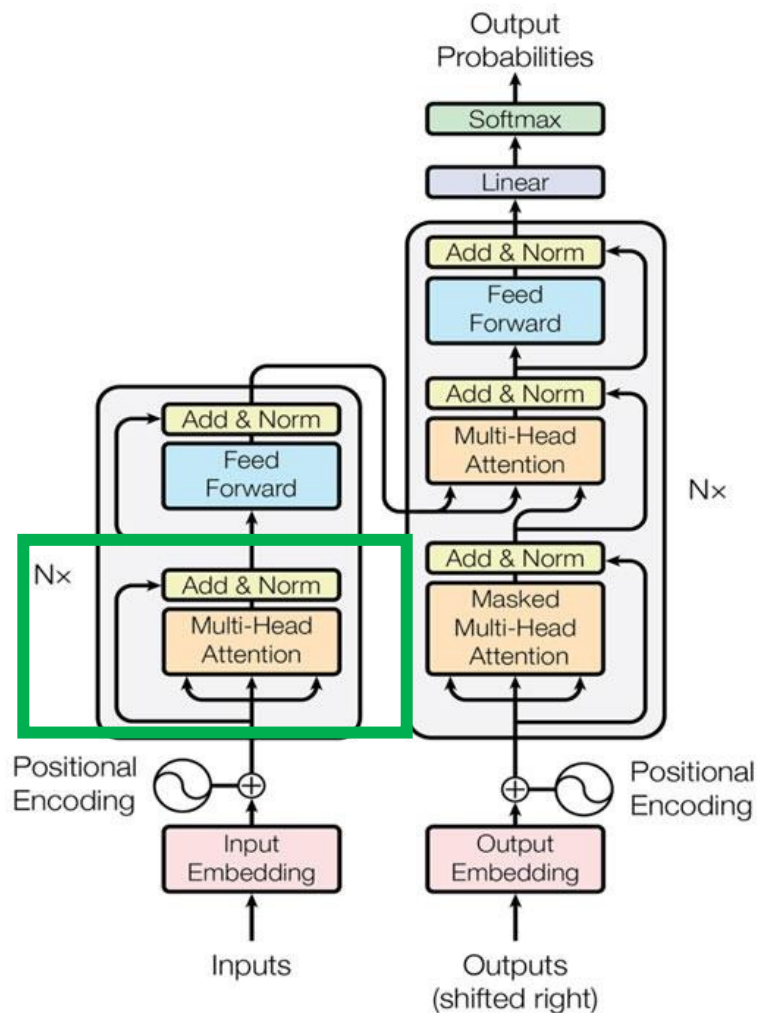 Output
Probabilities
Softmax
Linear
Add & Norm
Feed
Forward
Add & Norm
Multi-Head
Attention
Nx
Add & Norm
Masked
Multi-Head
Attention
Add & Norm
Feed
Forward
Nx
Add & Norm
Multi-Head
Attention
Positional
Encoding
Positional
Encoding
Input
Embedding
Output
Embedding
Inputs
Outputs
(shifted right)